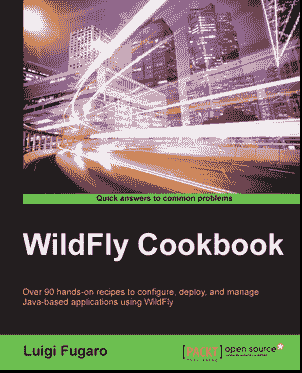 Quick answers to common problems
WildFly Cookbook
Over 90 hands-on recipes to configure, deploy, and manage
Java-based applications using WildFly
Luigi Fugaro
open source*